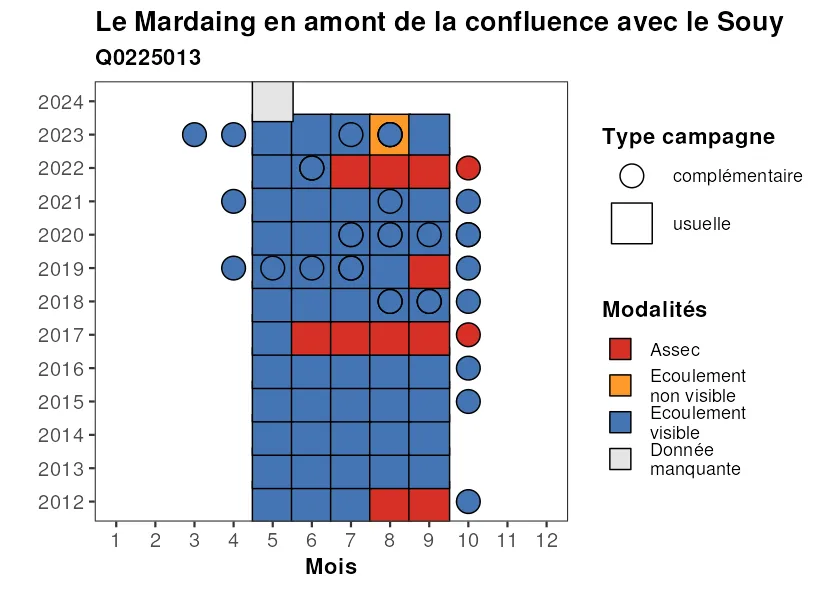 Le Mardaing en amont de la confluence avec le Souy
Q0225013
2024
2023
2022
2021
2020
2019
2018
2017
2016
2015
2014
2013
2012
1 2 3 4 5 6 7 8 9 10 11 12
Mois
Type campagne
complémentaire
usuelle
Modalités
Assec
Ecoulement
non visible
Ecoulement
visible
Donnée
manquante